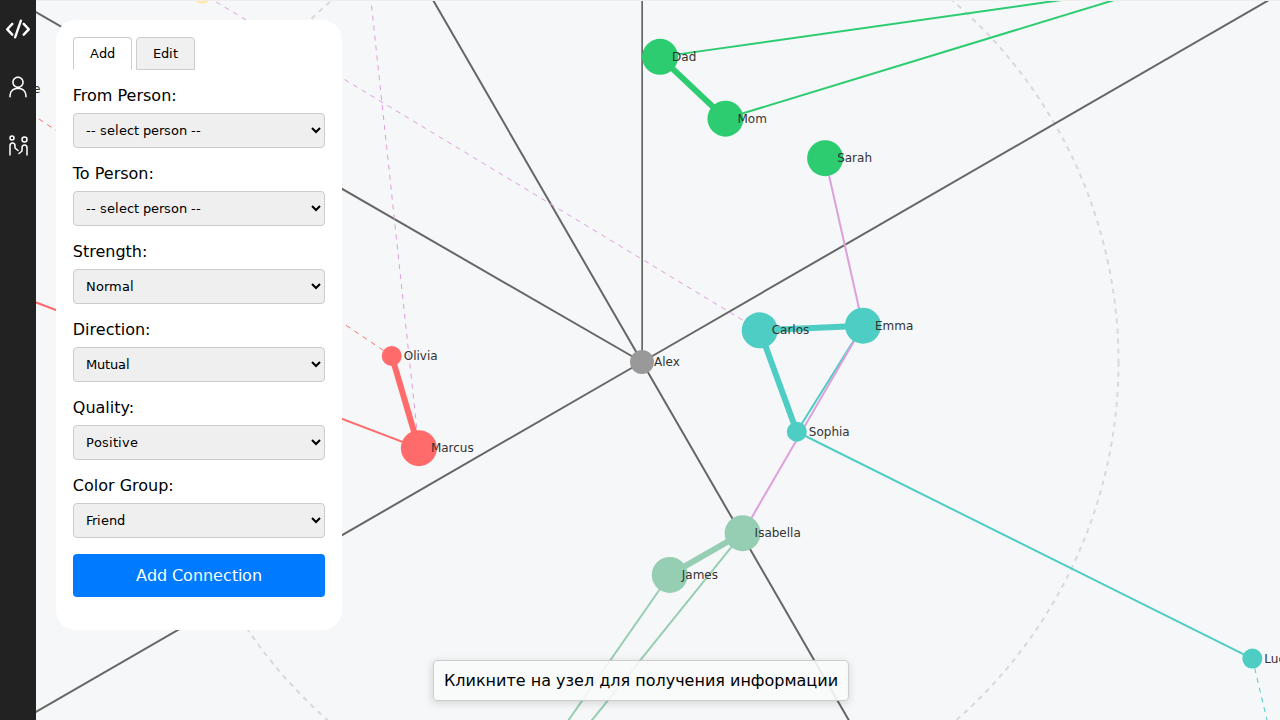 Add
Edit
From Person:
-- select person --
To Person:
-- select person --
Strength:
Normal
Direction:
Mutual
Quality:
Positive
Color Group:
Friend
Add Connection
Dad
Mom
Sarah
Carlos
Emma
Olivia
Alex
Sophia
Marcus
Isabella
James
Кликните на узел для получения информации